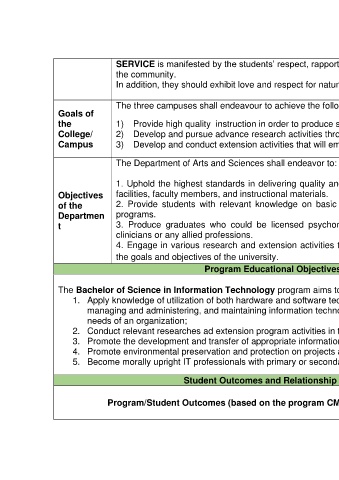 SERVICE is manifested by the students' respect, rapport
the community.
In addition, they should exhibit love and respect for natur
Goals of
the
College/
Campus
The three campuses shall endeavour to achieve the follo
1) Provide high quality instruction in order to produce s
2) Develop and pursue advance research activities thro
3) Develop and conduct extension activities that will em
Objectives
of the
Departmen
t
The Department of Arts and Sciences shall endeavor to:
1. Uphold the highest standards in delivering quality an
facilities, faculty members, and instructional materials.
2. Provide students with relevant knowledge on basic
programs.
3. Produce graduates who could be licensed psychor
clinicians or any allied professions.
4. Engage in various research and extension activities t
the goals and objectives of the university.
Program Educational Objectives
The Bachelor of Science in Information Technology program aims to
1. Apply knowledge of utilization of both hardware and software tec
managing and administering, and maintaining information techno
needs of an organization;
2. Conduct relevant researches ad extension program activities in t
3. Promote the development and transfer of appropriate informatio
4. Promote environmental preservation and protection on projects a
5. Become morally upright IT professionals with primary or seconda
Student Outcomes and Relationship
Program/Student Outcomes (based on the program CM